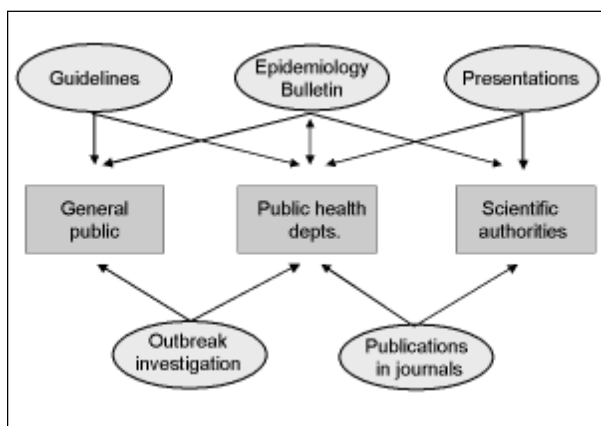 Guidelines
Epidemiology
Bulletin
Presentations
General
public
Public health
depts.
Scientific
authorities
Outbreak
investigation
Publications
in journals